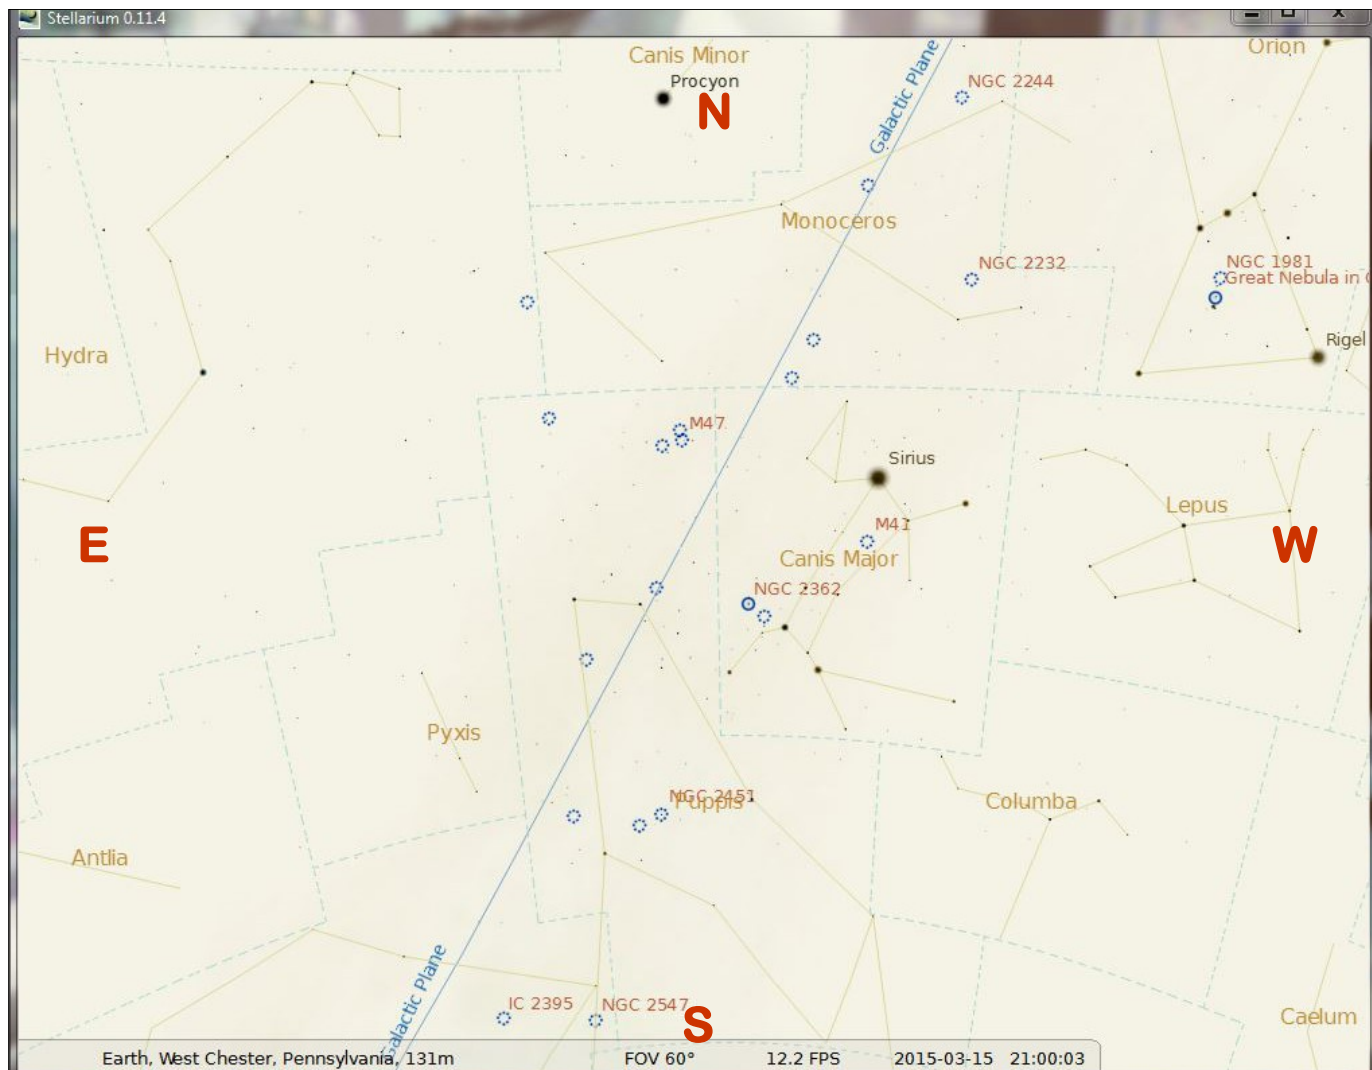 Stellarium 0.11.4
Canis Minor
Orion
Procyon
NGC 2244
N
Galactic Plane
Monoceros
NGC 2232
NGC 1981
Great Nebula in
Hydra
Rigel
M47
Sirius
Lepus
E
M41
W
Canis Major
NGC 2362
Pyxis
NGC 2451
Puppis
Columba
Antlia
Galactic Plane
IC 2395
NGC 2547
S
Caelum
Earth, West Chester, Pennsylvania, 131m FOV 60° 12.2 FPS 2015-03-15 21:00:03